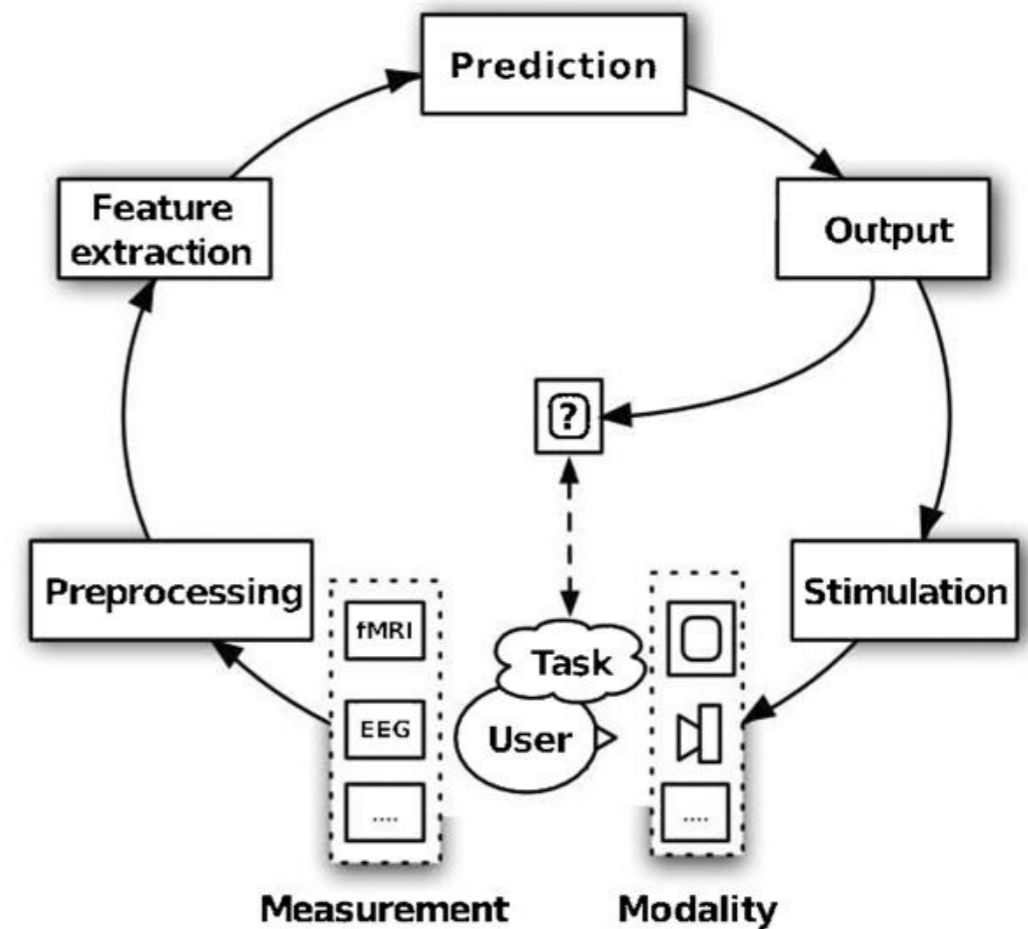 Prediction
Feature
extraction
Output
?
Preprocessing
Stimulation
fMRI
Task
EEG
User
....
....
Measurement
Modality